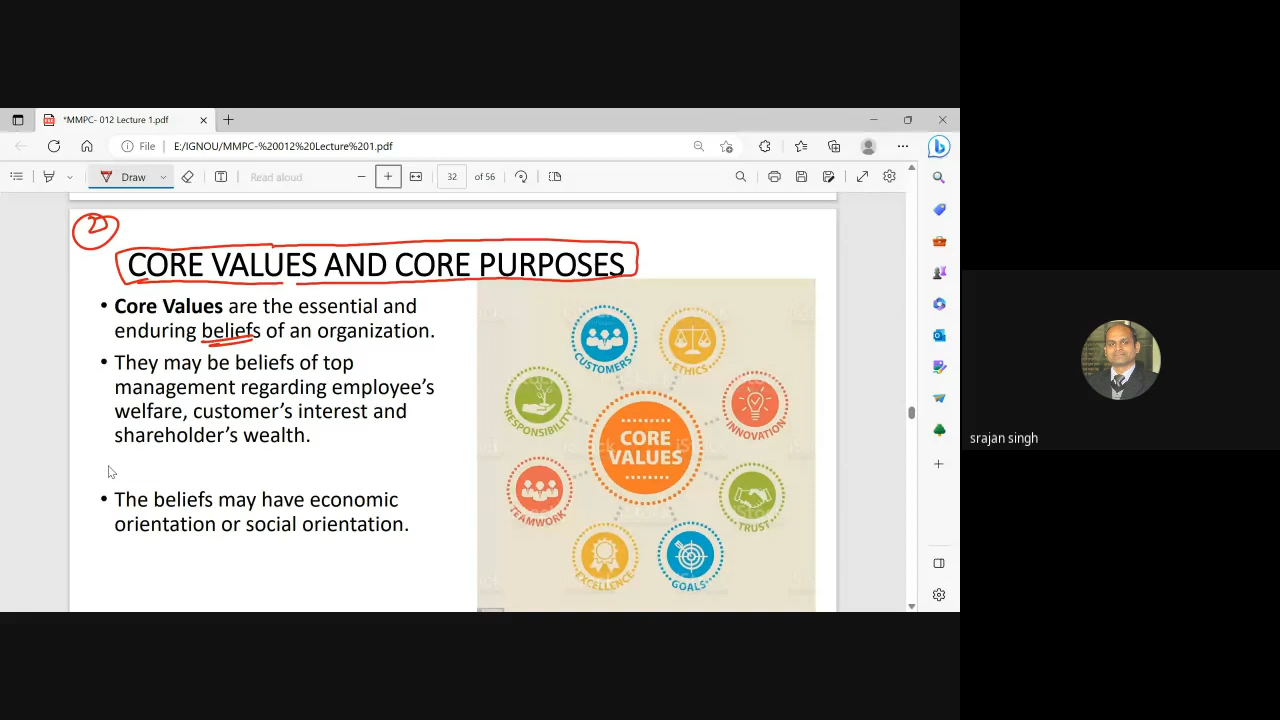 *MMPC- 012 Lecture 1.pdf
File
E:/IGNOU/MMPC-%20012%20Lecture%201.pdf
Draw
Read aloud
32
of 56
CORE VALUES AND CORE PURPOSES
• Core Values are the essential and
enduring beliefs of an organization.
• They may be beliefs of top
management regarding employee's
welfare, customer's interest and
shareholder's wealth.
• The beliefs may have economic
orientation or social orientation.
CUSTOMERS
ETHICS
RESPONSIBILITY
INNOVATION
CORE
VALUES
TEAMWORK
TRUST
EXCELLENCE
GOALS
srajan singh